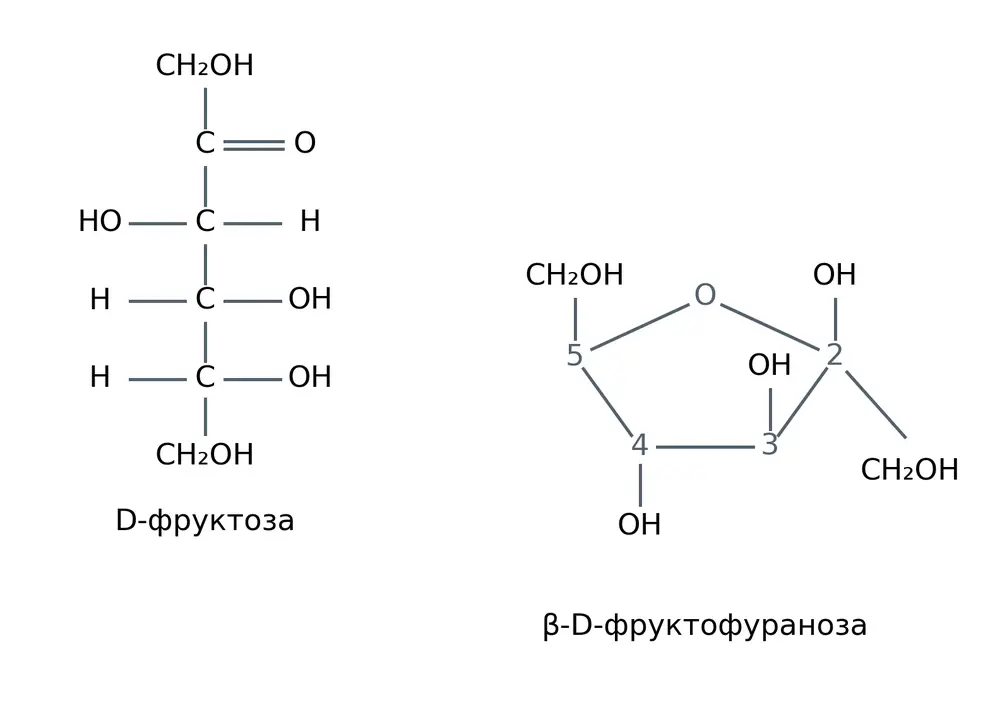 CH₂OH
C O
HO C H
H C OH
H C OH
CH₂OH
D-фруктоза
CH₂OH O OH
5 OH 2
4 3
CH₂OH
OH
β-D-фруктофураноза